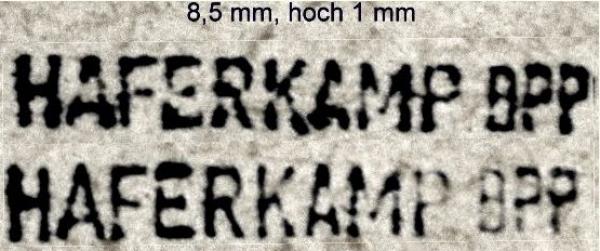 8,5 mm, hoch 1 mm
HAFERKAMP BPP
HAFERKAMP BPP